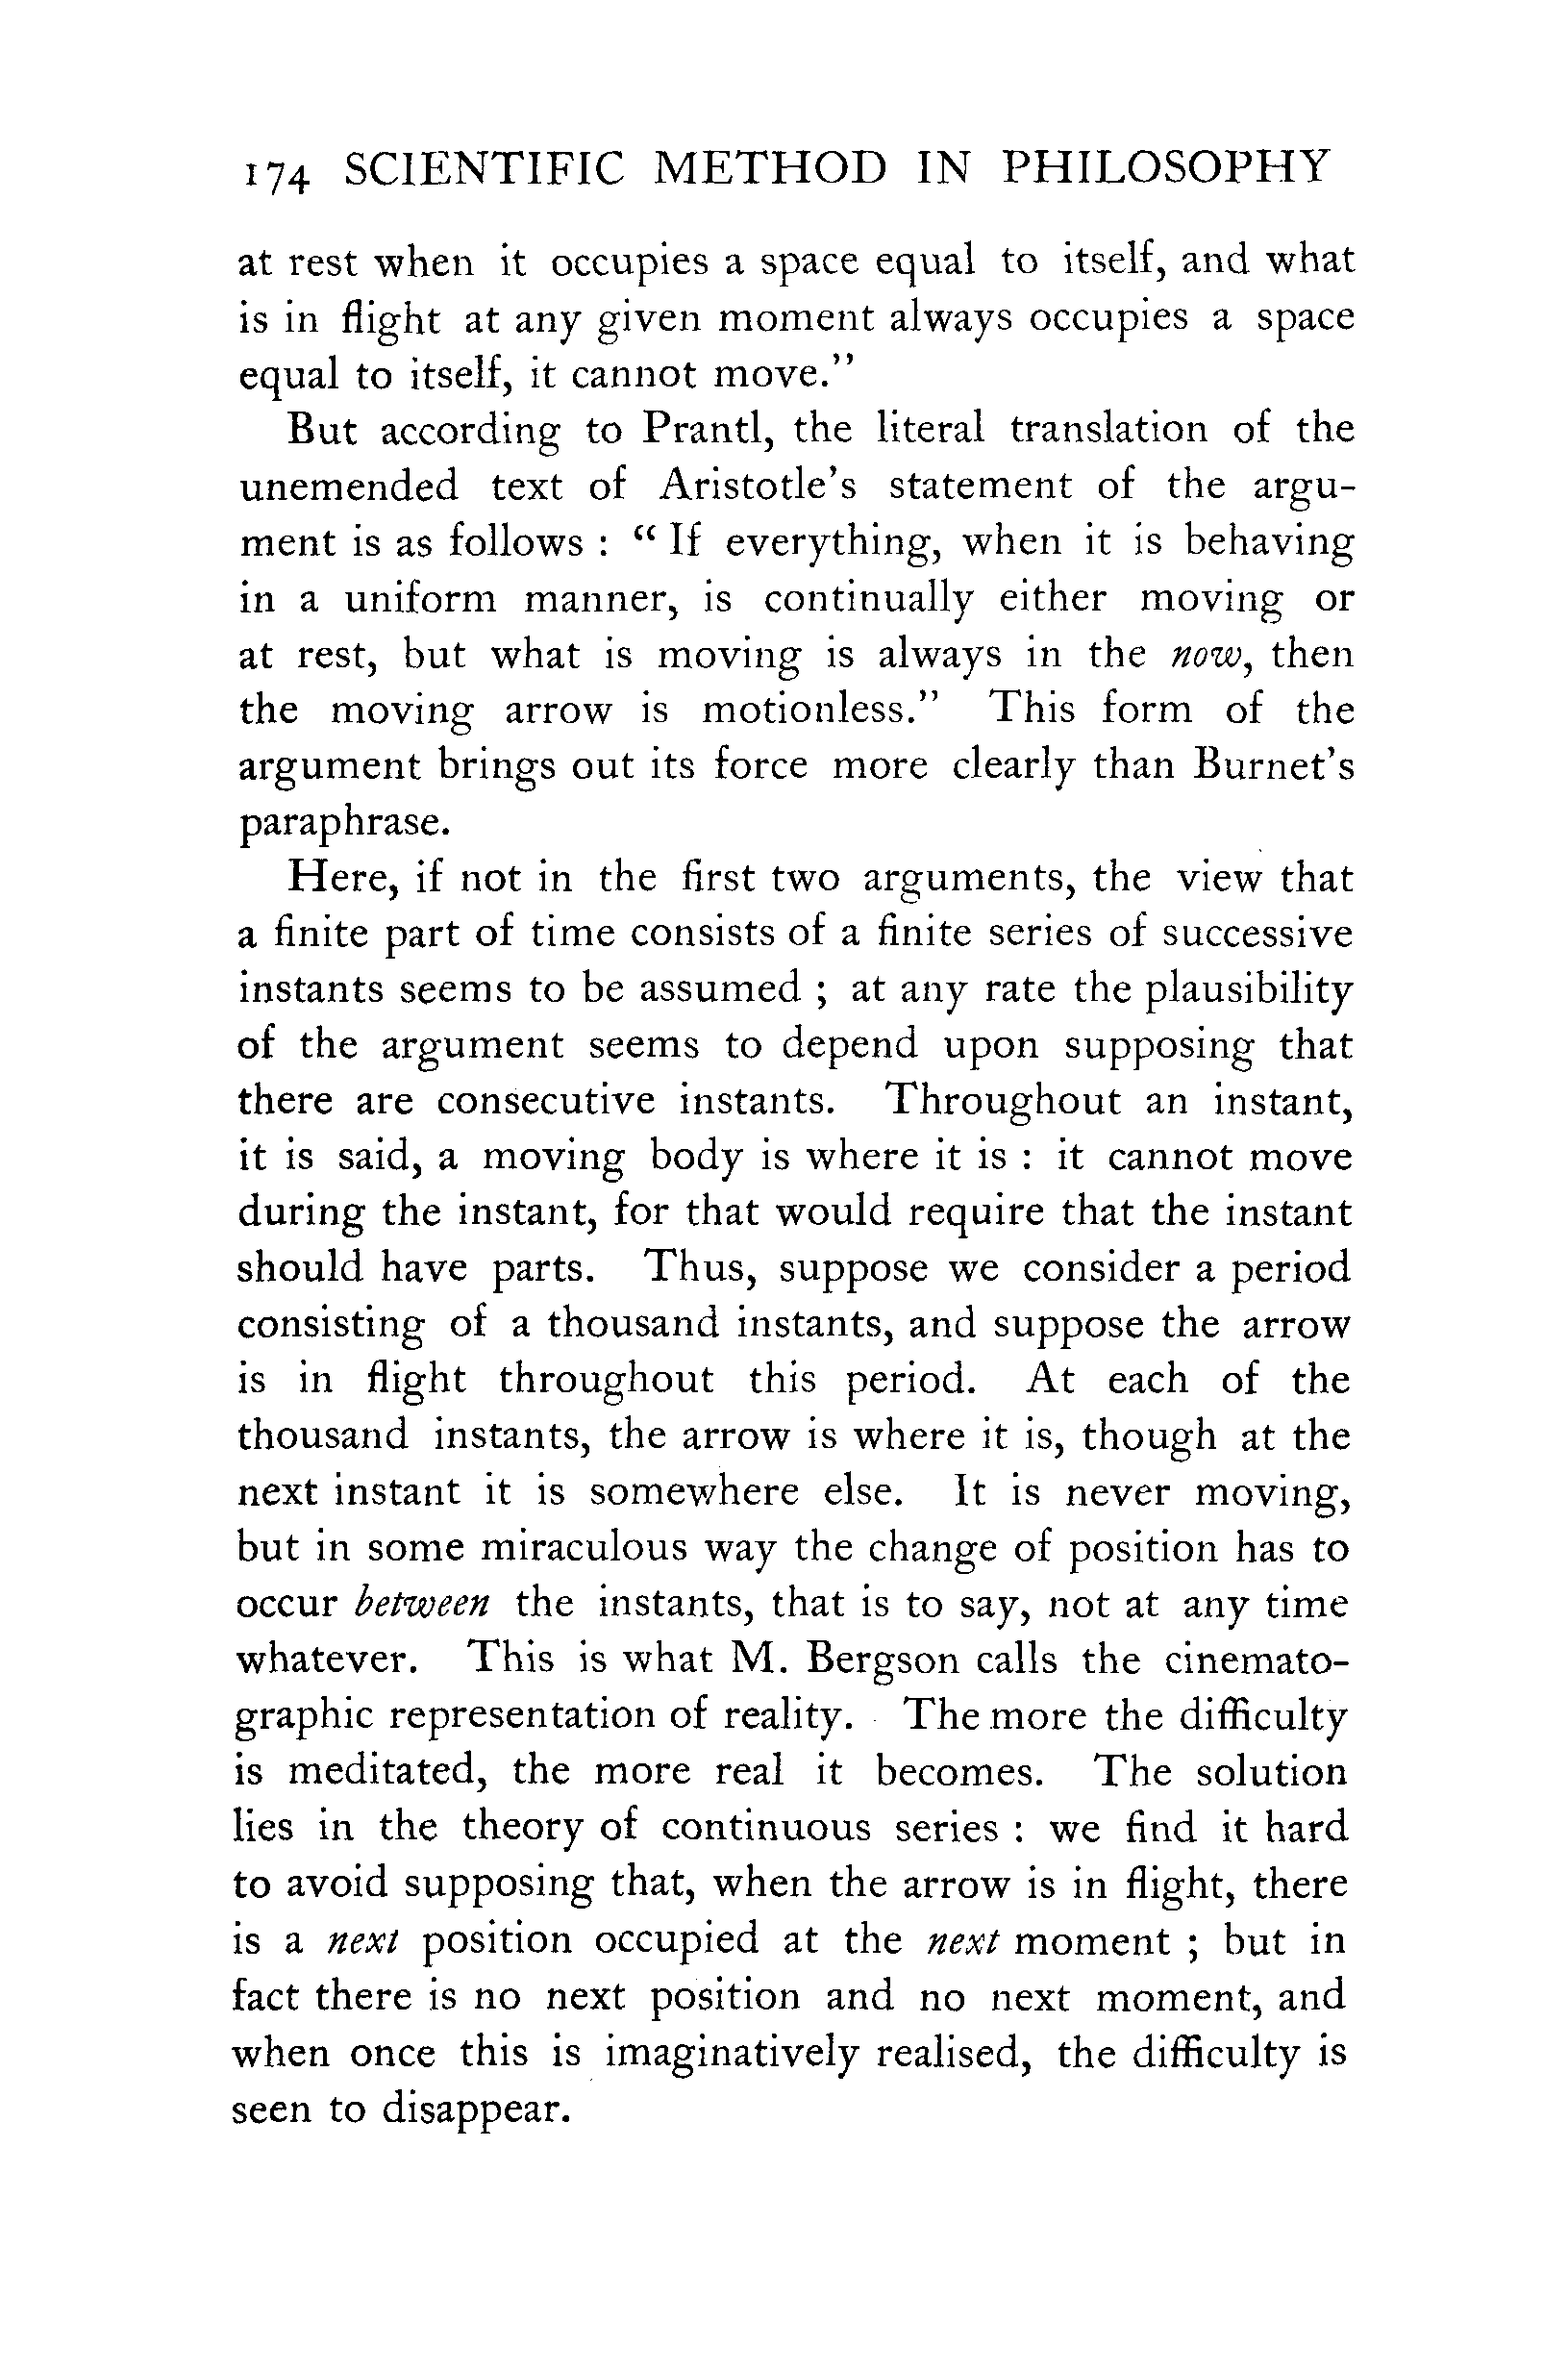 174 SCIENTIFIC METHOD IN PHILOSOPHY
at rest when it occupies a space equal to itself, and what
is in flight at any given moment always occupies a space
equal to itself, it cannot move.”
But according to Prantl, the literal translation of the
unemended text of Aristotle’s statement of the argu-
ment is as follows : “ If everything, when it is behaving
in a uniform manner, is continually either moving or
at rest, but what is moving is always in the now, then
the moving arrow is motionless.” This form of the
argument brings out its force more clearly than Burnet’s
paraphrase.
Here, if not in the first two arguments, the view that
a finite part of time consists of a finite series of successive
instants seems to be assumed ; at any rate the plausibility
of the argument seems to depend upon supposing that
there are consecutive instants. Throughout an instant,
it is said, a moving body is where it is : it cannot move
during the instant, for that would require that the instant
should have parts. Thus, suppose we consider a period
consisting of a thousand instants, and suppose the arrow
is in flight throughout this period. At each of the
thousand instants, the arrow is where it is, though at the
next instant it is somewhere else. It is never moving,
but in some miraculous way the change of position has to
occur between the instants, that is to say, not at any time
whatever. This is what M. Bergson calls the cinemato-
graphic representation of reality. The more the difficulty
is meditated, the more real it becomes. The solution
lies in the theory of continuous series : we find it hard
to avoid supposing that, when the arrow is in flight, there
is a next position occupied at the next moment ; but in
fact there is no next position and no next moment, and
when once this is imaginatively realised, the difficulty is
seen to disappear.